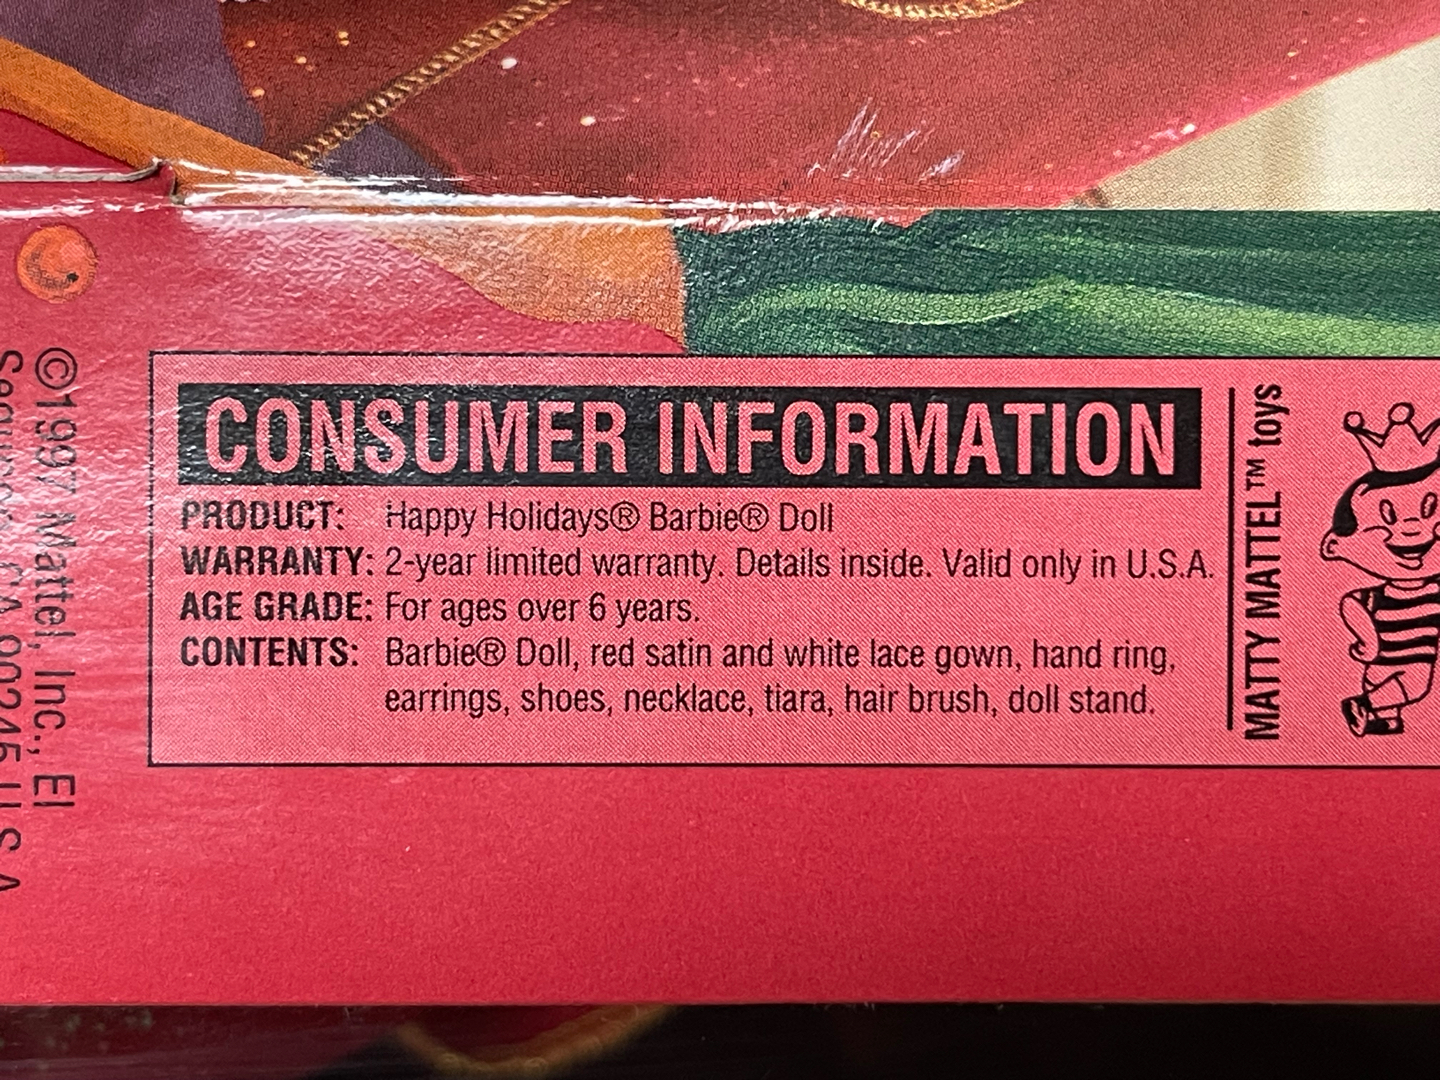 CONSUMER INFORMATION
PRODUCT: Happy Holidays® Barbie® Doll
WARRANTY: 2-year limited warranty. Details inside. Valid only in U.S.A.
AGE GRADE: For ages over 6 years.
CONTENTS: Barbie® Doll, red satin and white lace gown, hand ring,
earrings, shoes, necklace, tiara, hair brush, doll stand.
MATTY MATTEL™ toys
©1997 Mattel, Inc., El
CA 90245 U.S.A.